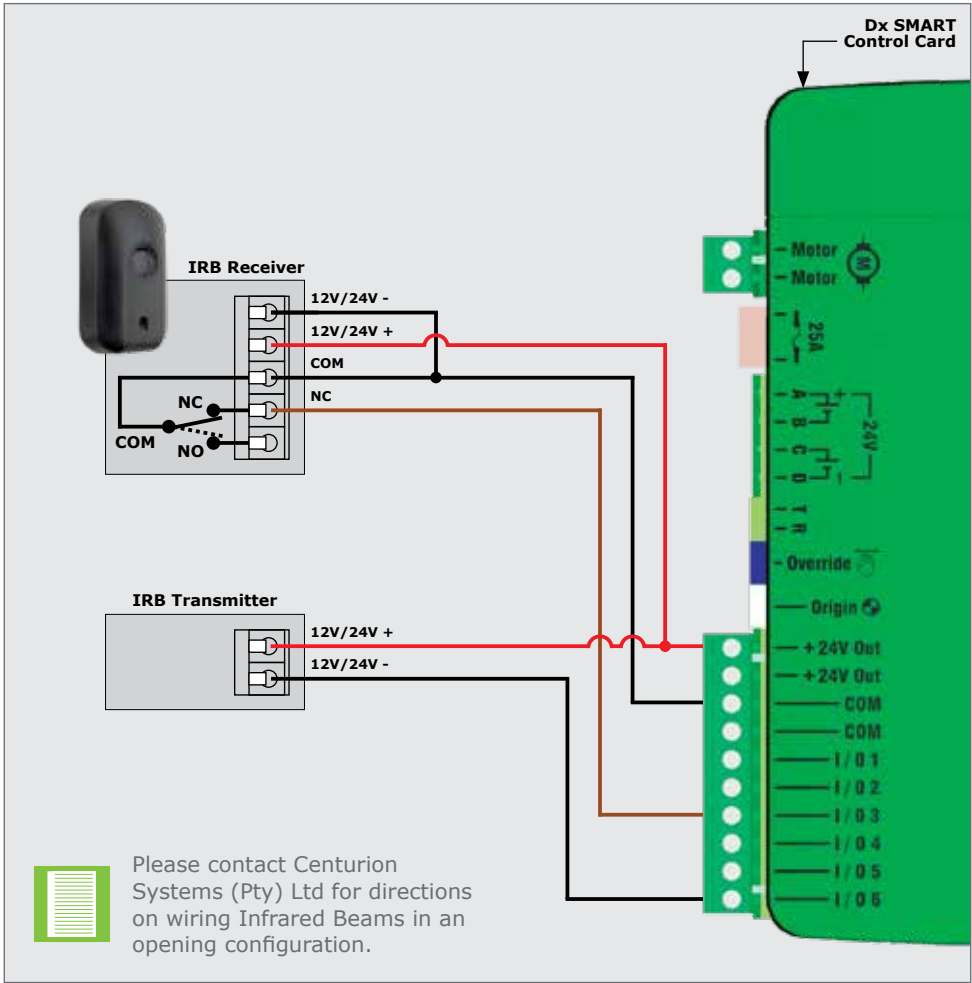 Dx SMART
Control Card
IRB Receiver
12V/24V -
12V/24V +
COM
NC
NC
COM
NO
IRB Transmitter
12V/24V +
12V/24V -
Motor
Motor
M
25A
A
B
C
D
+
24V
-
T
R
Override
Origin
+24V Out
+24V Out
COM
COM
I/O 1
I/O 2
I/O 3
I/O 4
I/O 5
I/O 6
Please contact Centurion
Systems (Pty) Ltd for directions
on wiring Infrared Beams in an
opening configuration.